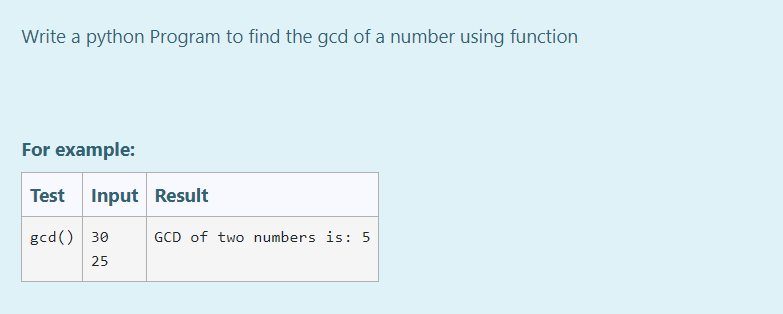 Write a python Program to find the gcd of a number using function
For example:
Test Input Result
gcd() 30 GCD of two numbers is: 5
25